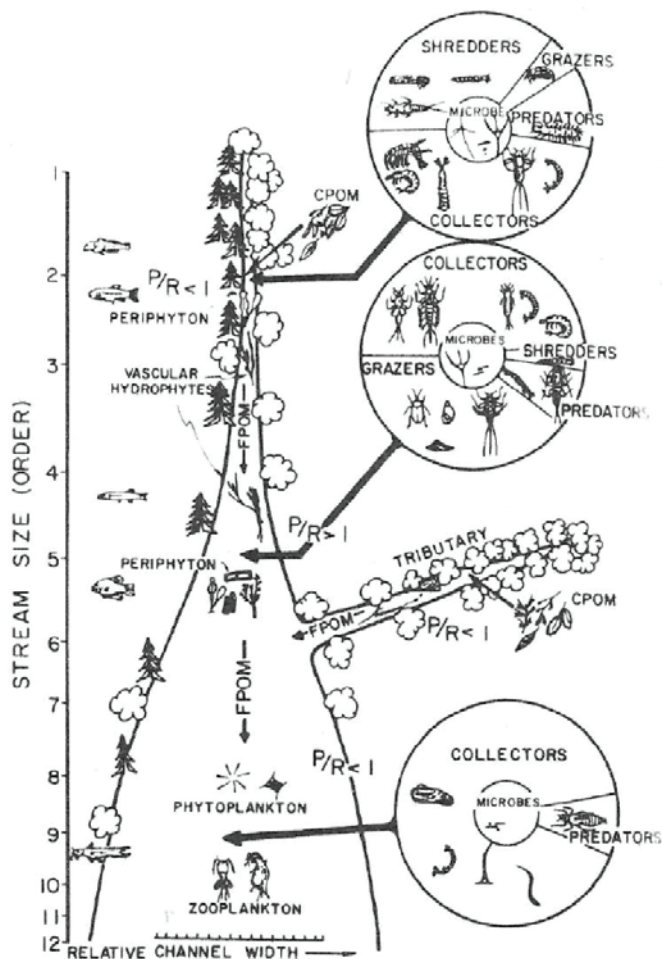 SHREDDERS
GRAZERS
MICROBE
PREDATORS
COLLECTORS
1
CPOM
2
P/R < 1
PERIPHYTON
COLLECTORS
MICROBES
SHREDDERS
GRAZERS
PREDATORS
3
VASCULAR
HYDROPHYTES
FPOM
4
P/R > 1
5
PERIPHYTON
TRIBUTARY
CPOM
FPOM
P/R < 1
6
STREAM SIZE (ORDER)
FPOM
7
P/R < 1
8
PHYTOPLANKTON
COLLECTORS
MICROBES
PREDATORS
9
10
ZOOPLANKTON
11
12
RELATIVE CHANNEL WIDTH